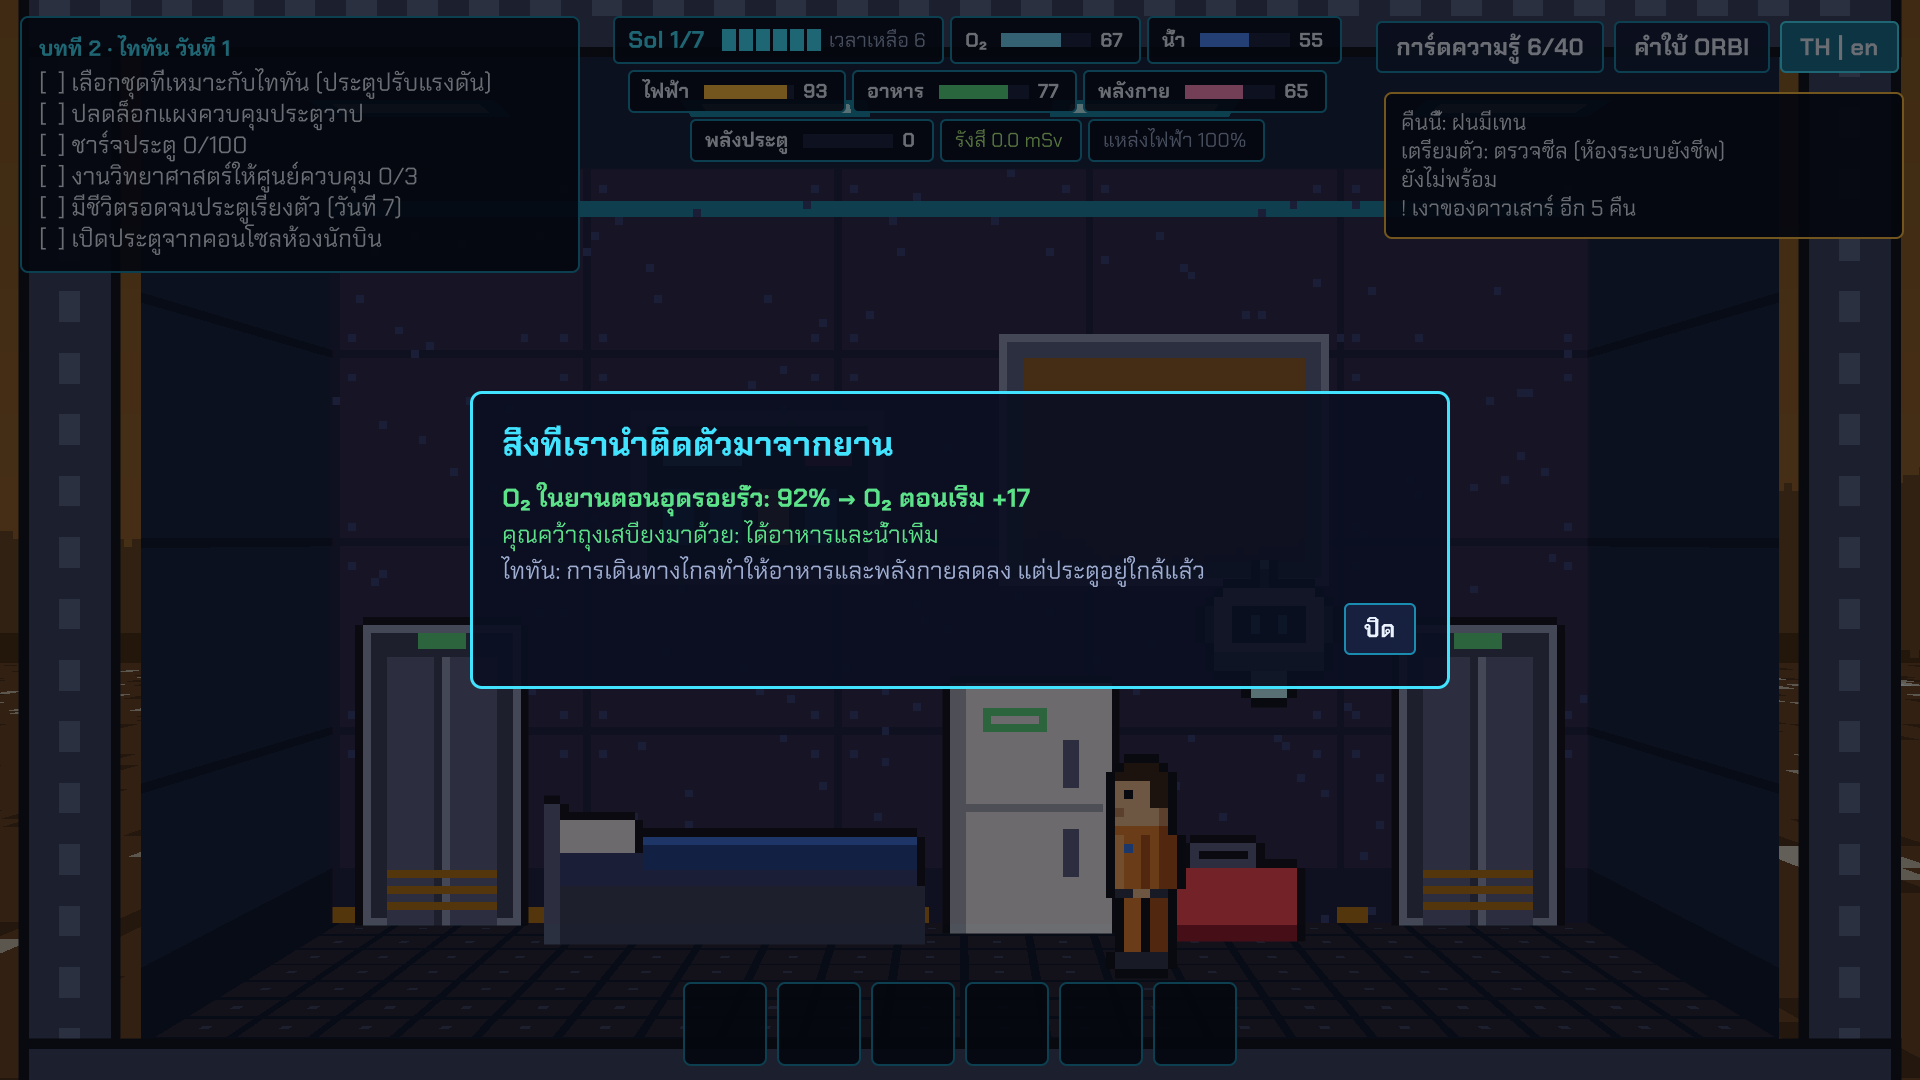 บทที่ 2 · ไททัน วันที่ 1
[ ] เลือกชุดที่เหมาะกับไททัน (ประตูปรับแรงดัน)
[ ] ปลดล็อกแผงควบคุมประตูวาป
[ ] ชาร์จประตู 0/100
[ ] งานวิทยาศาสตร์ให้ศูนย์ควบคุม 0/3
[ ] มีชีวิตรอดจนประตูเรียงตัว (วันที่ 7)
[ ] เปิดประตูจากคอนโซลห้องนักบิน
Sol 1/7 เวลาเหลือ 6
O₂ 67
น้ำ 55
ไฟฟ้า 93
อาหาร 77
พลังกาย 65
พลังประตู 0
รังสี 0.0 mSv
แหล่งไฟฟ้า 100%
การ์ดความรู้ 6/40
คำใบ้ ORBI
TH | en
คืนนี้: ฝนมีเทน
เตรียมตัว: ตรวจซีล (ห้องระบบยังชีพ)
ยังไม่พร้อม
! เงาของดาวเสาร์ อีก 5 คืน
สิ่งที่เรานำติดตัวมาจากยาน
O₂ ในยานตอนอุดรอยรั่ว: 92% → O₂ ตอนเริ่ม +17
คุณคว้าถุงเสบียงมาด้วย: ได้อาหารและน้ำเพิ่ม
ไททัน: การเดินทางไกลทำให้อาหารและพลังกายลดลง แต่ประตูอยู่ใกล้แล้ว
ปิด